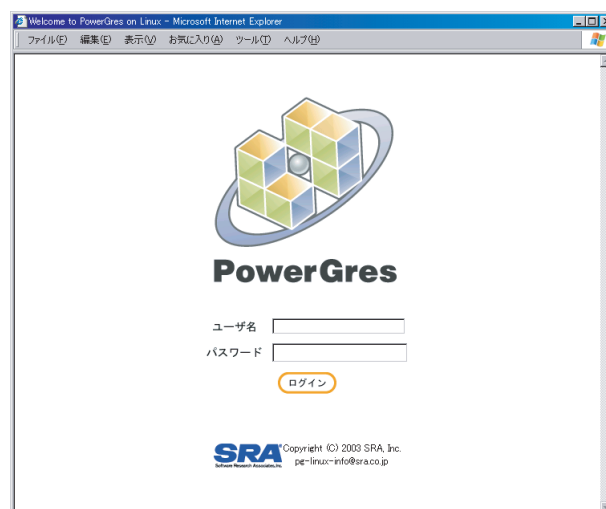 Welcome to PowerGres on Linux - Microsoft Internet Explorer
ファイル(F) 編集(E) 表示(V) お気に入り(A) ツール(T) ヘルプ(H)
PowerGres
ユーザ名
パスワード
ログイン
SRA
Software Research Associates, Inc.
Copyright (C) 2003 SRA, Inc.
pg-linux-info@sra.co.jp